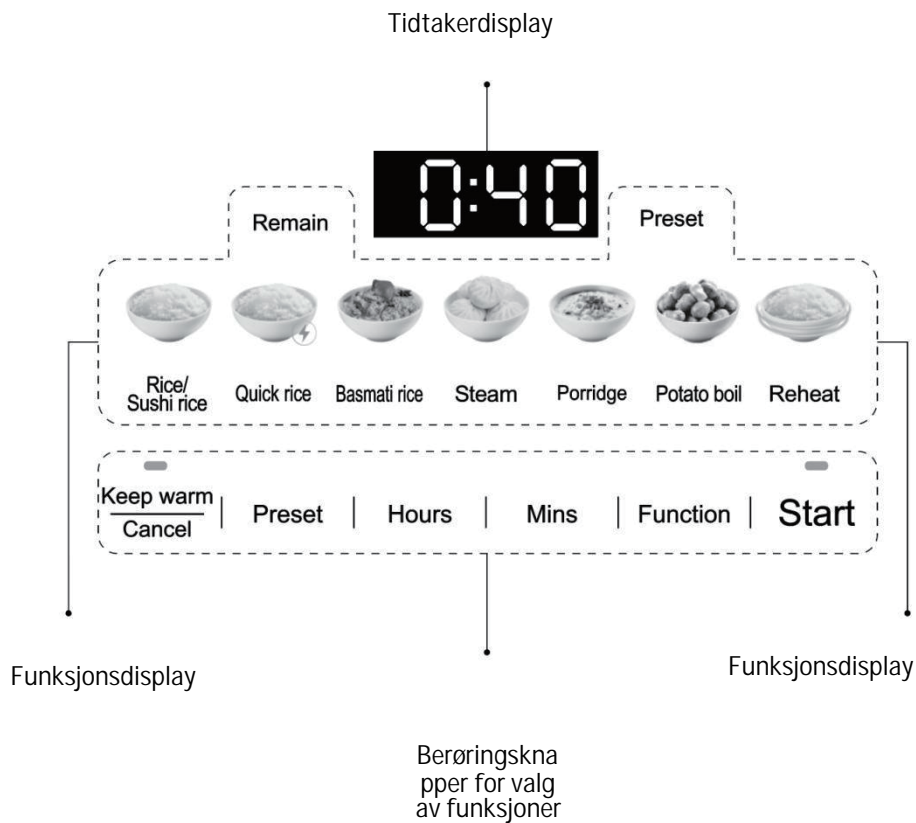 Tidtakerdisplay
0:40
Remain
Preset
Rice/
Sushi rice
Quick rice
Basmati rice
Steam
Porridge
Potato boil
Reheat
Keep warm
Cancel
Preset
Hours
Mins
Function
Start
Funksjonsdisplay
Funksjonsdisplay
Berøringskna
pper for valg
av funksjoner